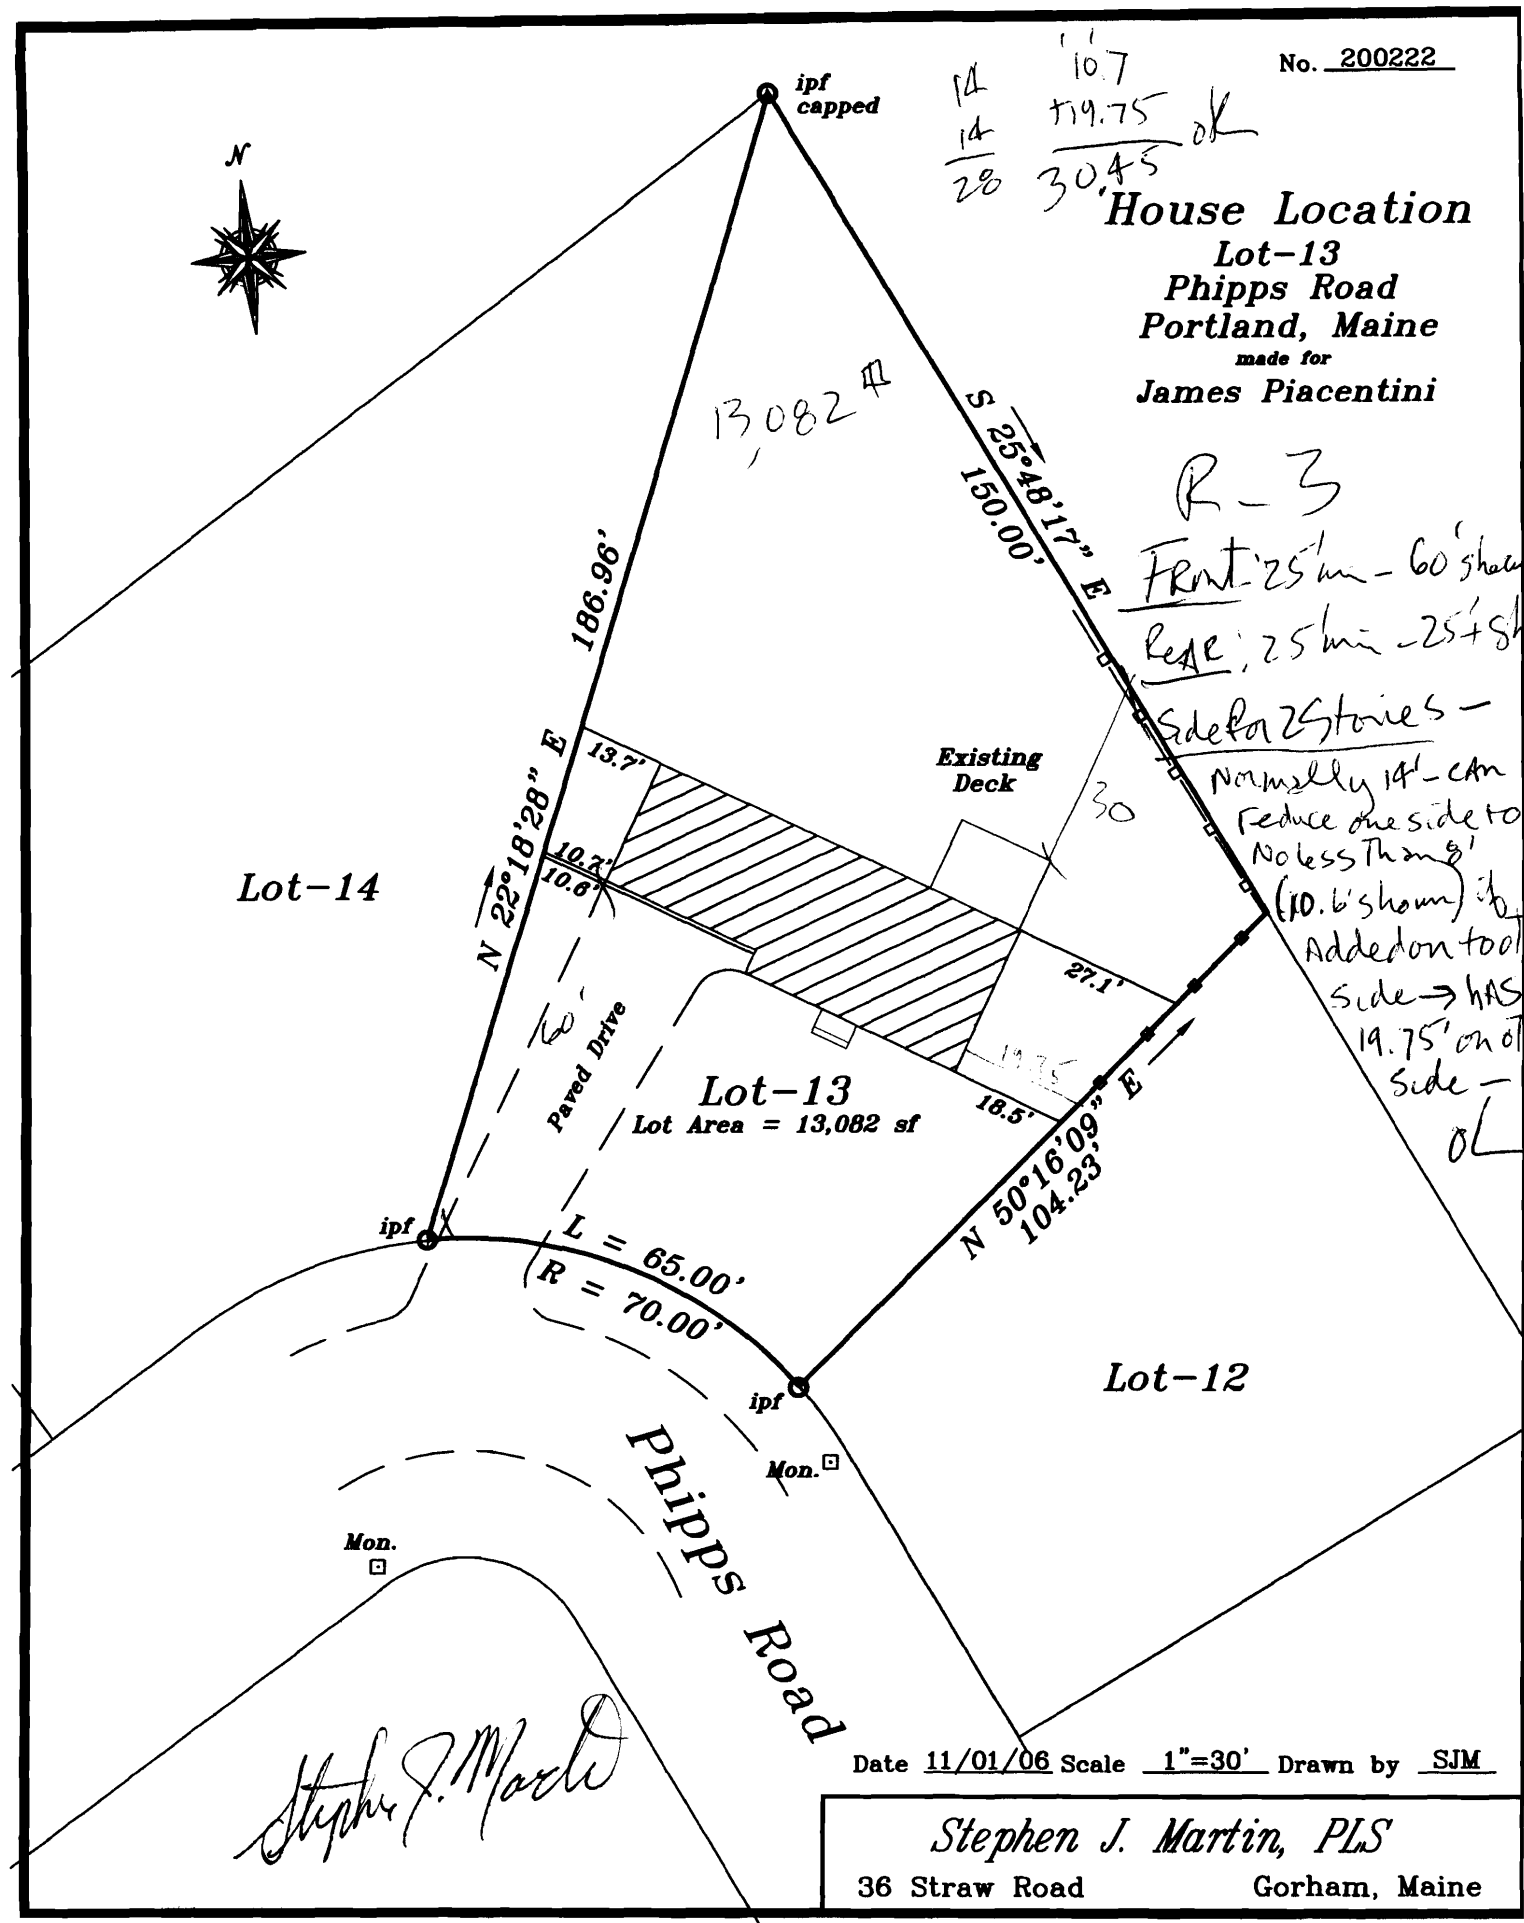 No. 200222
14
14
28
10.7
+19.75
30.45
ok
ipf
capped
N
House Location
Lot-13
Phipps Road
Portland, Maine
made for
James Piacentini
13,082
S 25°48'17" E
150.00'
R-3
Front: 25' min - 60' shown
Rear: 25' min - 25'+ sh
Side for 2 Stories -
Normally 14' - CAN
reduce one side to
No less Than 8'
(10.6' shown) if
Added on to ot
Side → hAS
19.75' on ot
Side -
ok
186.96'
N 22°18'28" E
13.7'
10.7'
10.6'
Existing
Deck
30
Lot-14
27.1'
60'
Paved Drive
19.75
18.5'
Lot-13
Lot Area = 13,082 sf
N 50°16'09" E
104.23'
ipf
L = 65.00'
R = 70.00'
ipf
Lot-12
Mon.
Mon.
Phipps Road
Stephen J. Martin
Date 11/01/06 Scale 1"=30' Drawn by SJM
Stephen J. Martin, PLS
36 Straw Road Gorham, Maine